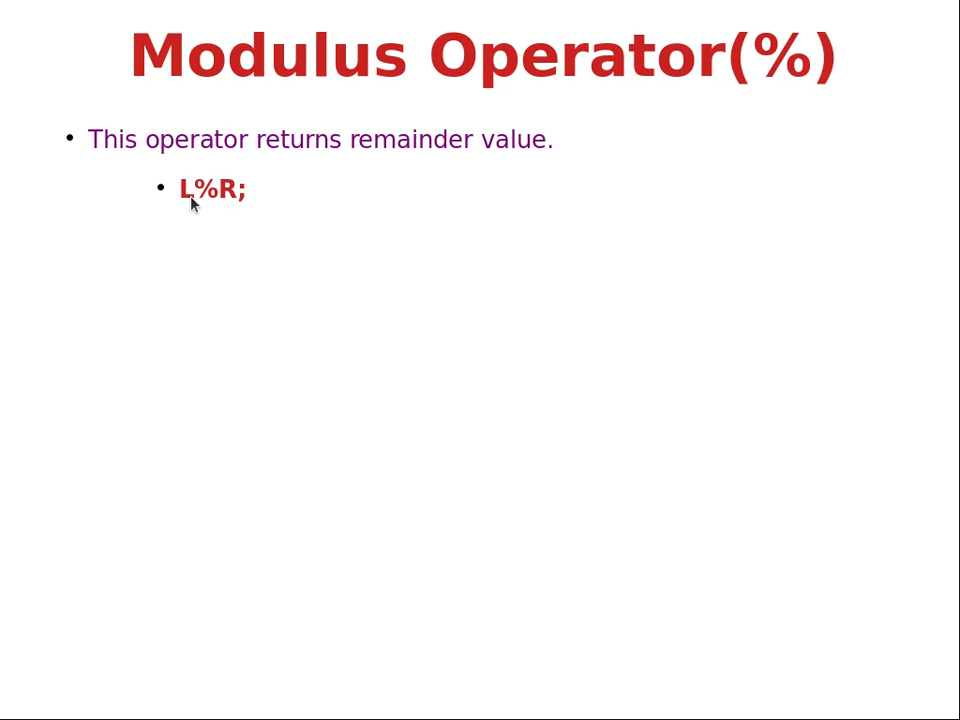 Modulus Operator(%)
• This operator returns remainder value.
• L%R;